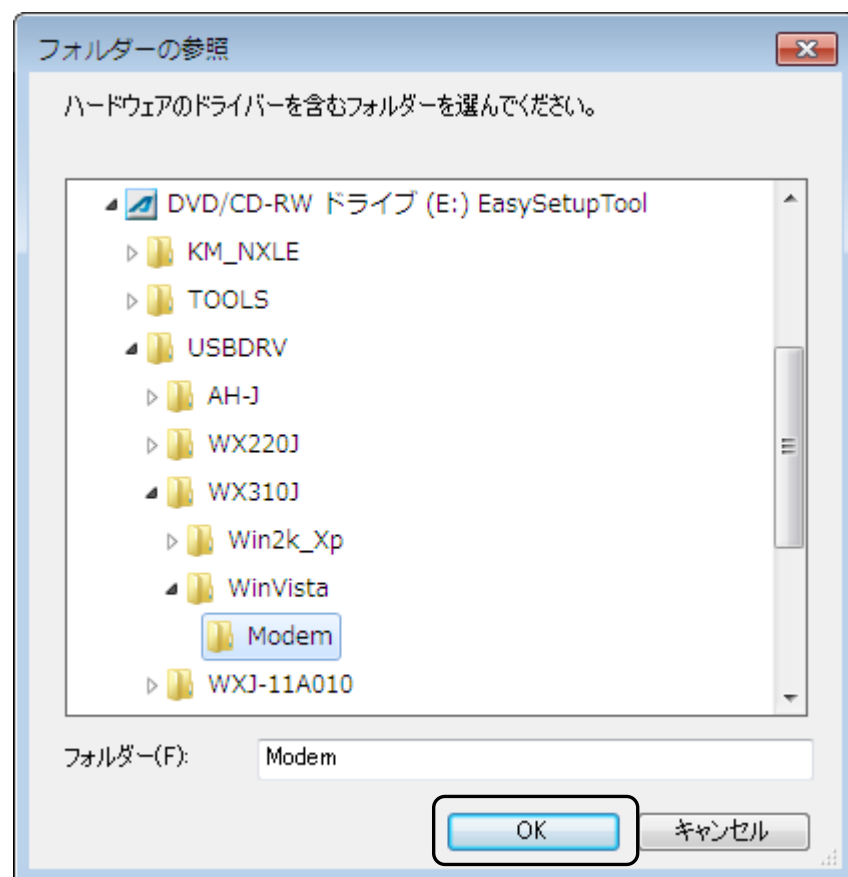 フォルダーの参照
ハードウェアのドライバーを含むフォルダーを選んでください。
DVD/CD-RW ドライブ (E:) EasySetupTool
KM_NXLE
TOOLS
USBDRV
AH-J
WX220J
WX310J
Win2k_Xp
WinVista
Modem
WXJ-11A010
フォルダー(F): Modem
OK キャンセル